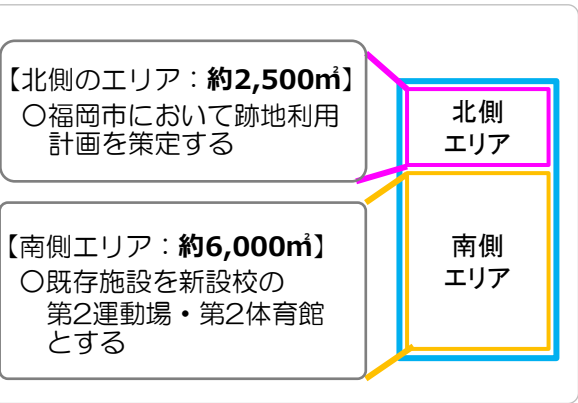 【北側のエリア：約2,500㎡】
〇福岡市において跡地利用
計画を策定する
北側
エリア
【南側エリア：約6,000㎡】
〇既存施設を新設校の
第2運動場・第2体育館
とする
南側
エリア